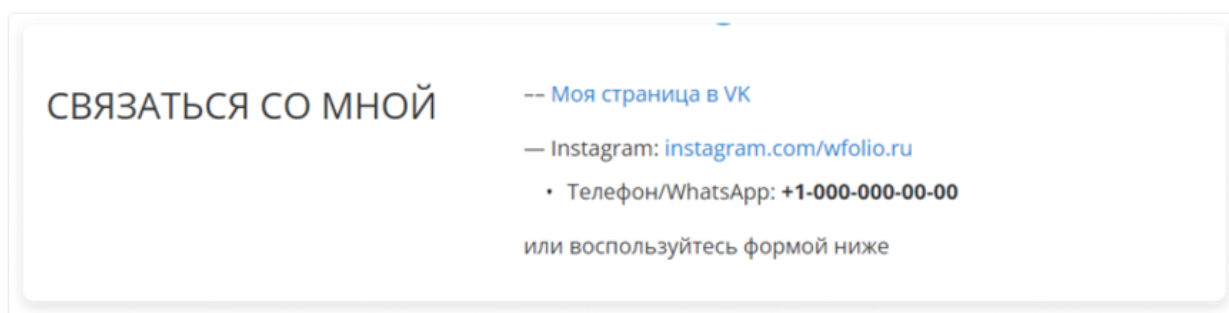 СВЯЗАТЬСЯ СО МНОЙ
–– Моя страница в VK
— Instagram: instagram.com/wfolio.ru
• Телефон/WhatsApp: +1-000-000-00-00
или воспользуйтесь формой ниже